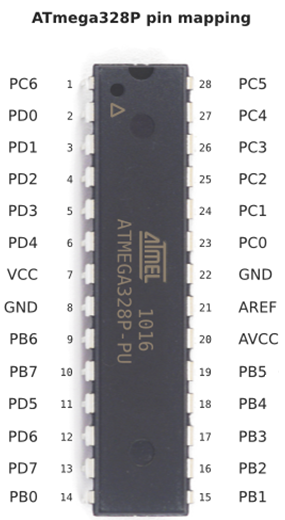 ATmega328P pin mapping
PC6 1 28 PC5
PD0 2 27 PC4
PD1 3 26 PC3
PD2 4 25 PC2
PD3 5 24 PC1
PD4 6 23 PC0
VCC 7 22 GND
GND 8 21 AREF
PB6 9 20 AVCC
PB7 10 19 PB5
PD5 11 18 PB4
PD6 12 17 PB3
PD7 13 16 PB2
PB0 14 15 PB1
ATMEL 1016
ATMEGA328P-PU